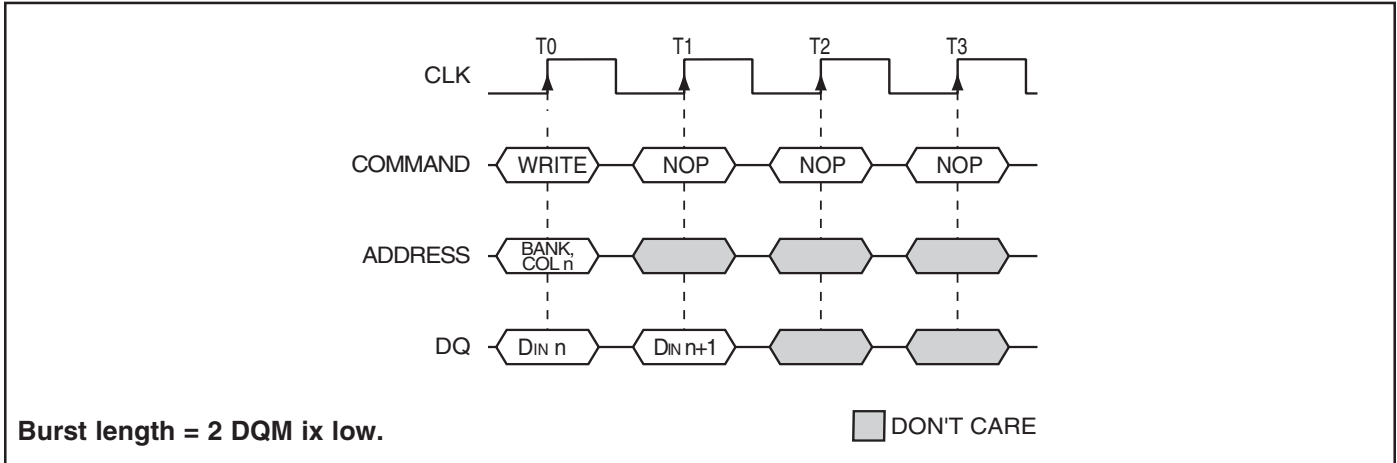 T0 T1 T2 T3
CLK
COMMAND WRITE NOP NOP NOP
ADDRESS BANK,
COL n
DQ DIN n DIN n+1
Burst length = 2 DQM ix low.
DON'T CARE